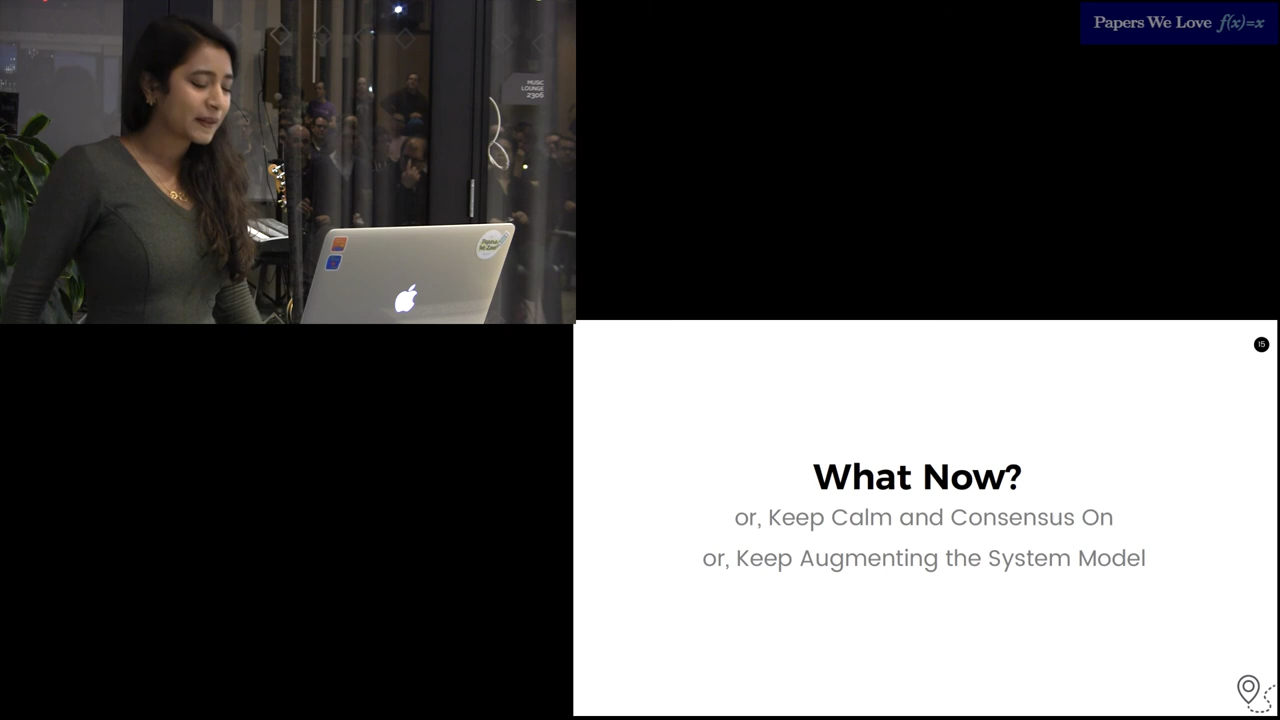 Papers We Love f(x)=x
MUSIC
LOUNGE
2306
15
What Now?
or, Keep Calm and Consensus On
or, Keep Augmenting the System Model